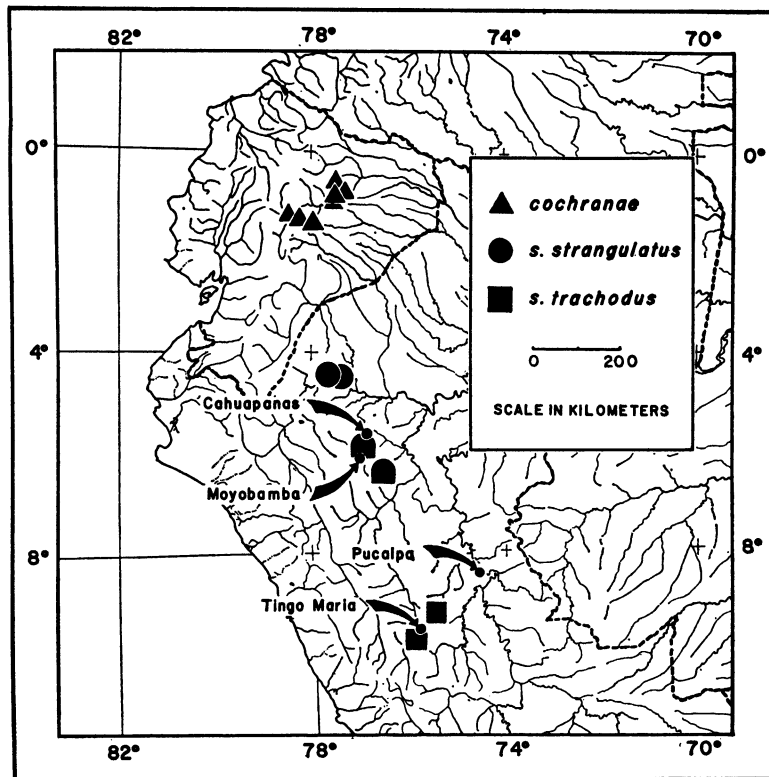 82° 78° 74° 70°
0° 0°
cochranae
s. strangulatus
s. trachodus
4° 4°
0 200
Cahuapanas
SCALE IN KILOMETERS
Moyobamba
8° Pucalpa 8°
Tingo Maria
82° 78° 74° 70°